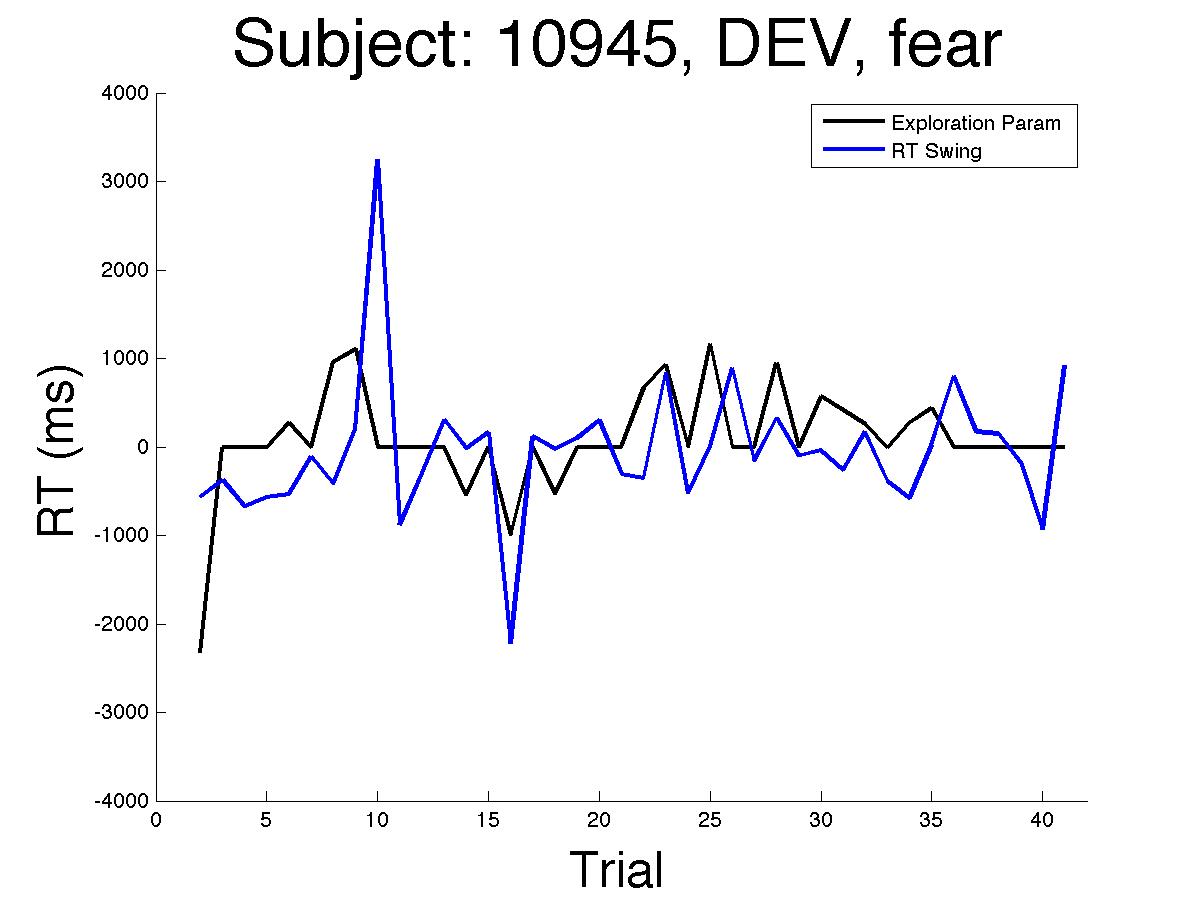 Subject: 10945, DEV, fear
Exploration Param
RT Swing
4000
3000
2000
1000
0
-1000
-2000
-3000
-4000
RT (ms)
0 5 10 15 20 25 30 35 40
Trial